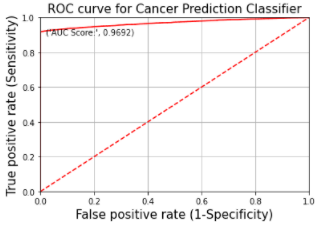 ROC curve for Cancer Prediction Classifier
1.0
('AUC Score:', 0.9692)
0.8
0.6
0.4
0.2
0.0
0.0 0.2 0.4 0.6 0.8 1.0
True positive rate (Sensitivity)
False positive rate (1-Specificity)